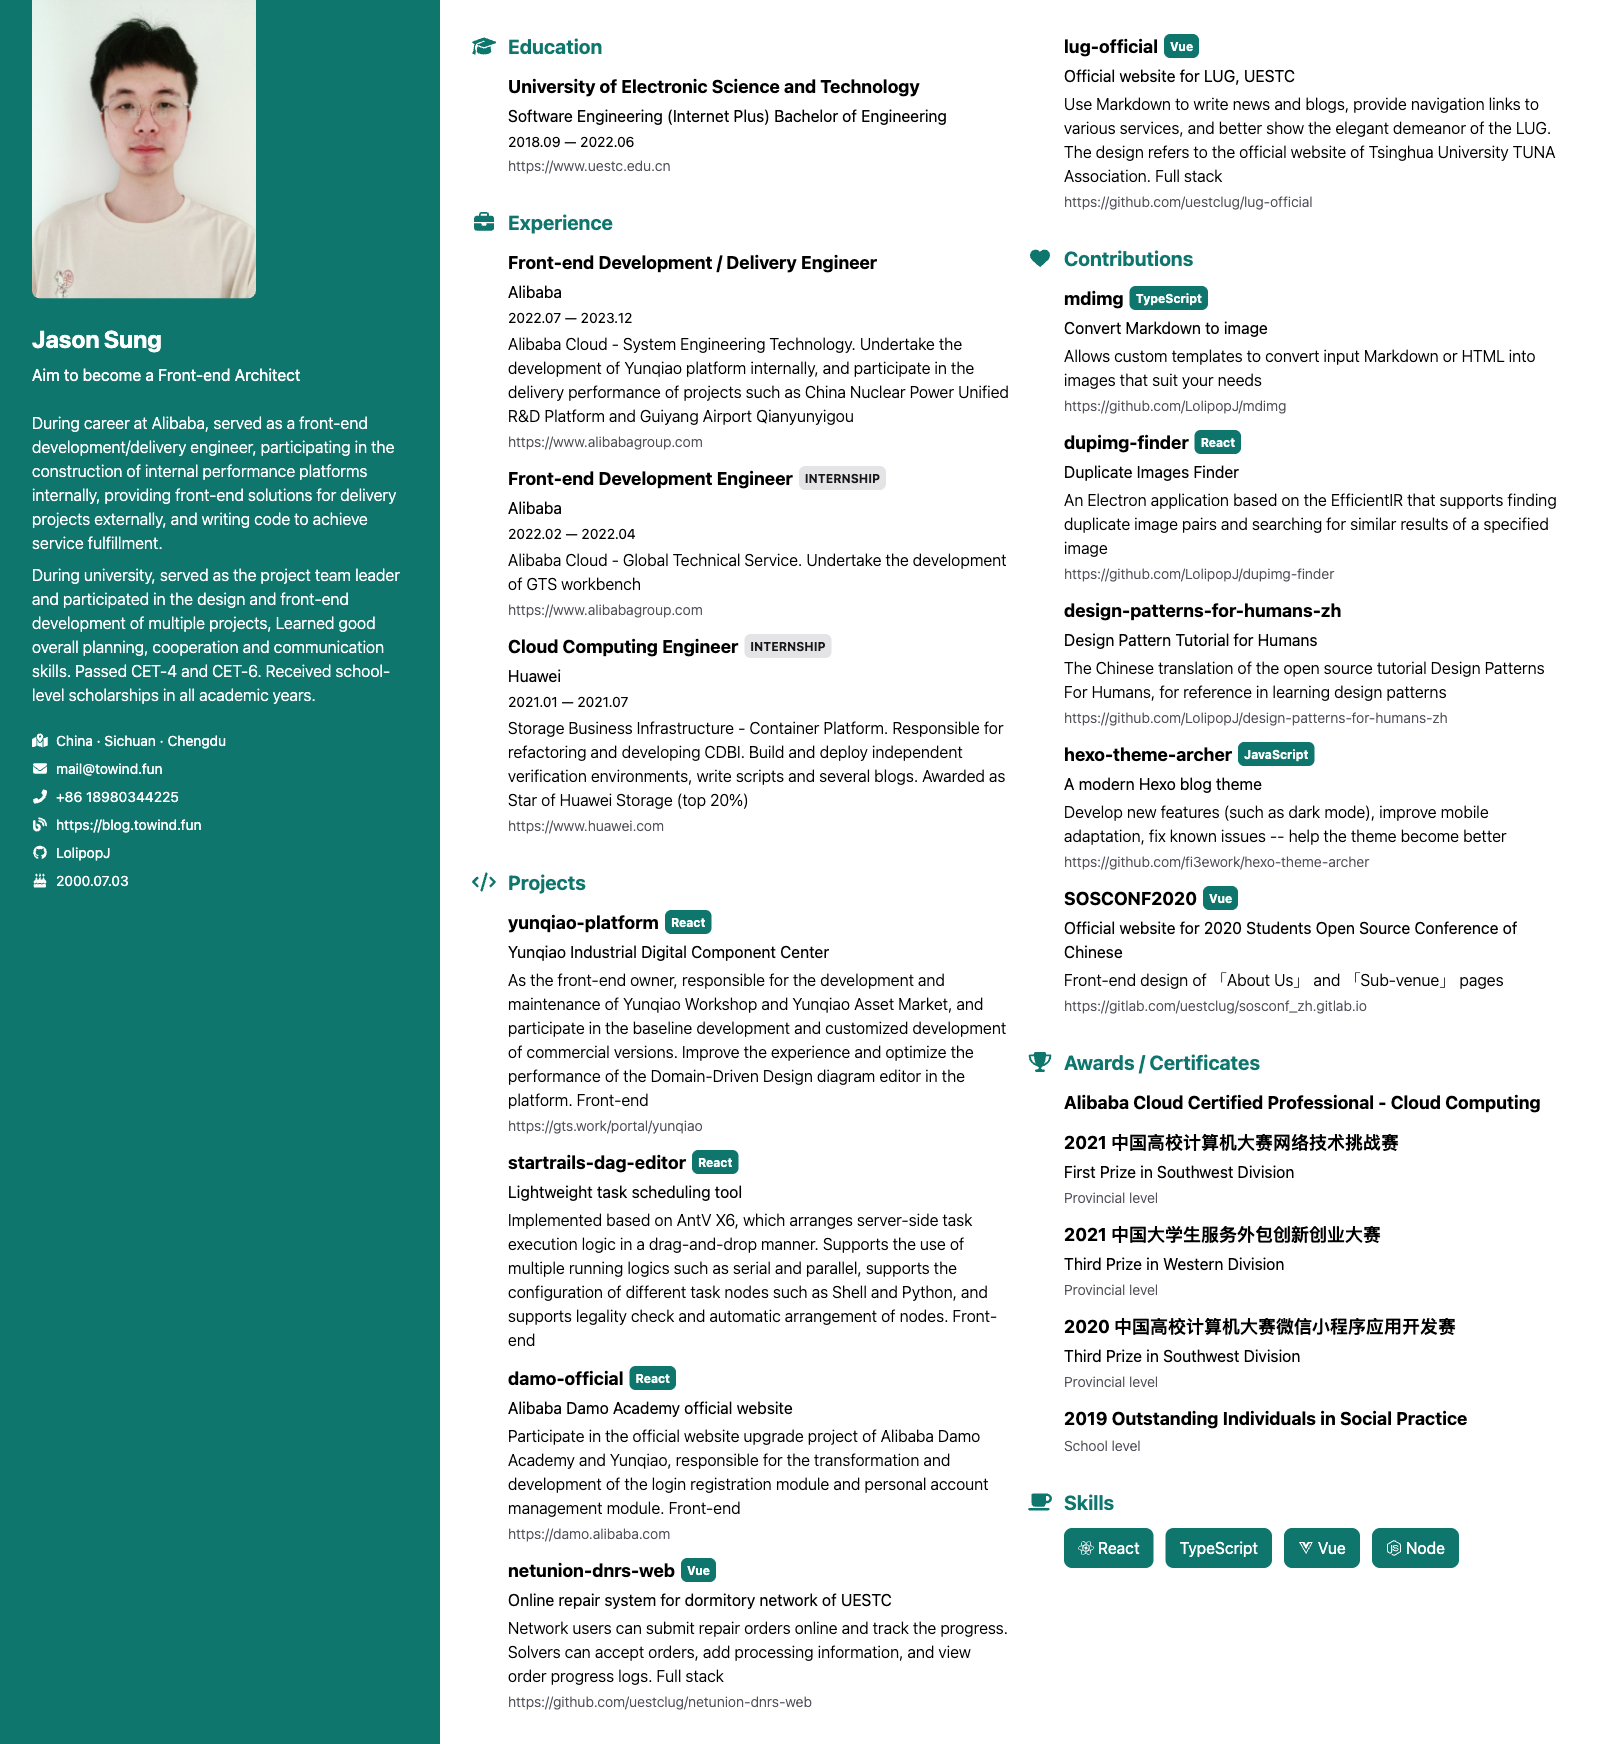 Jason Sung
Aim to become a Front-end Architect
During career at Alibaba, served as a front-end
development/delivery engineer, participating in the
construction of internal performance platforms
internally, providing front-end solutions for delivery
projects externally, and writing code to achieve
service fulfillment.
During university, served as the project team leader
and participated in the design and front-end
development of multiple projects, Learned good
overall planning, cooperation and communication
skills. Passed CET-4 and CET-6. Received school-
level scholarships in all academic years.
China · Sichuan · Chengdu
mail@towind.fun
+86 18980344225
https://blog.towind.fun
LolipopJ
2000.07.03
Education
University of Electronic Science and Technology
Software Engineering (Internet Plus) Bachelor of Engineering
2018.09 — 2022.06
https://www.uestc.edu.cn
Experience
Front-end Development / Delivery Engineer
Alibaba
2022.07 — 2023.12
Alibaba Cloud - System Engineering Technology. Undertake the
development of Yunqiao platform internally, and participate in the
delivery performance of projects such as China Nuclear Power Unified
R&D Platform and Guiyang Airport Qianyunyigou
https://www.alibabagroup.com
Front-end Development Engineer INTERNSHIP
Alibaba
2022.02 — 2022.04
Alibaba Cloud - Global Technical Service. Undertake the development
of GTS workbench
https://www.alibabagroup.com
Cloud Computing Engineer INTERNSHIP
Huawei
2021.01 — 2021.07
Storage Business Infrastructure - Container Platform. Responsible for
refactoring and developing CDBI. Build and deploy independent
verification environments, write scripts and several blogs. Awarded as
Star of Huawei Storage (top 20%)
https://www.huawei.com
Projects
yunqiao-platform React
Yunqiao Industrial Digital Component Center
As the front-end owner, responsible for the development and
maintenance of Yunqiao Workshop and Yunqiao Asset Market, and
participate in the baseline development and customized development
of commercial versions. Improve the experience and optimize the
performance of the Domain-Driven Design diagram editor in the
platform. Front-end
https://gts.work/portal/yunqiao
startrails-dag-editor React
Lightweight task scheduling tool
Implemented based on AntV X6, which arranges server-side task
execution logic in a drag-and-drop manner. Supports the use of
multiple running logics such as serial and parallel, supports the
configuration of different task nodes such as Shell and Python, and
supports legality check and automatic arrangement of nodes. Front-
end
damo-official React
Alibaba Damo Academy official website
Participate in the official website upgrade project of Alibaba Damo
Academy and Yunqiao, responsible for the transformation and
development of the login registration module and personal account
management module. Front-end
https://damo.alibaba.com
netunion-dnrs-web Vue
Online repair system for dormitory network of UESTC
Network users can submit repair orders online and track the progress.
Solvers can accept orders, add processing information, and view
order progress logs. Full stack
https://github.com/uestclug/netunion-dnrs-web
lug-official Vue
Official website for LUG, UESTC
Use Markdown to write news and blogs, provide navigation links to
various services, and better show the elegant demeanor of the LUG.
The design refers to the official website of Tsinghua University TUNA
Association. Full stack
https://github.com/uestclug/lug-official
Contributions
mdimg TypeScript
Convert Markdown to image
Allows custom templates to convert input Markdown or HTML into
images that suit your needs
https://github.com/LolipopJ/mdimg
dupimg-finder React
Duplicate Images Finder
An Electron application based on the EfficientIR that supports finding
duplicate image pairs and searching for similar results of a specified
image
https://github.com/LolipopJ/dupimg-finder
design-patterns-for-humans-zh
Design Pattern Tutorial for Humans
The Chinese translation of the open source tutorial Design Patterns
For Humans, for reference in learning design patterns
https://github.com/LolipopJ/design-patterns-for-humans-zh
hexo-theme-archer JavaScript
A modern Hexo blog theme
Develop new features (such as dark mode), improve mobile
adaptation, fix known issues -- help the theme become better
https://github.com/fi3ework/hexo-theme-archer
SOSCONF2020 Vue
Official website for 2020 Students Open Source Conference of
Chinese
Front-end design of 「About Us」 and 「Sub-venue」 pages
https://gitlab.com/uestclug/sosconf_zh.gitlab.io
Awards / Certificates
Alibaba Cloud Certified Professional - Cloud Computing
2021 中国高校计算机大赛网络技术挑战赛
First Prize in Southwest Division
Provincial level
2021 中国大学生服务外包创新创业大赛
Third Prize in Western Division
Provincial level
2020 中国高校计算机大赛微信小程序应用开发赛
Third Prize in Southwest Division
Provincial level
2019 Outstanding Individuals in Social Practice
School level
Skills
React TypeScript Vue Node